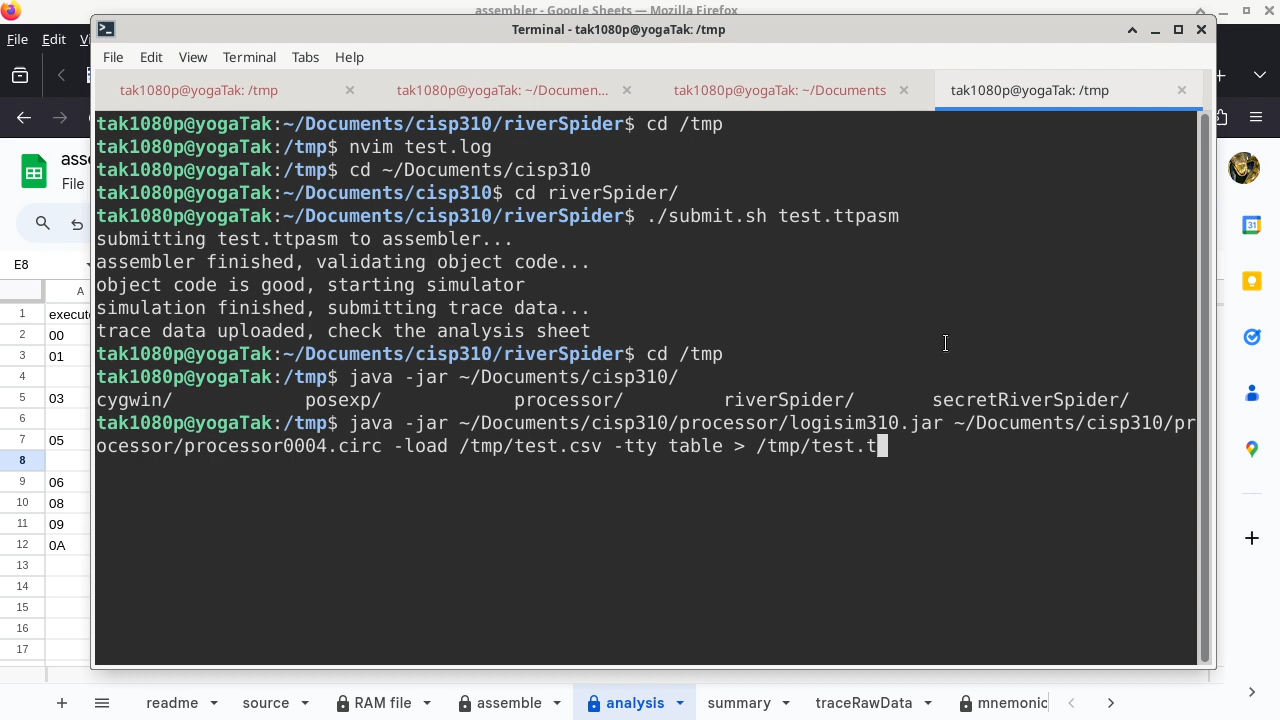 assembler - Google Sheets — Mozilla Firefox
Terminal - tak1080p@yogaTak: /tmp
File Edit
File Edit View Terminal Tabs Help
tak1080p@yogaTak: /tmp
tak1080p@yogaTak: ~/Documen...
tak1080p@yogaTak: ~/Documents
tak1080p@yogaTak: /tmp
tak1080p@yogaTak:~/Documents/cisp310/riverSpider$ cd /tmp
tak1080p@yogaTak:/tmp$ nvim test.log
tak1080p@yogaTak:/tmp$ cd ~/Documents/cisp310
tak1080p@yogaTak:~/Documents/cisp310$ cd riverSpider/
tak1080p@yogaTak:~/Documents/cisp310/riverSpider$ ./submit.sh test.ttpasm
submitting test.ttpasm to assembler...
assembler finished, validating object code...
object code is good, starting simulator
simulation finished, submitting trace data...
trace data uploaded, check the analysis sheet
tak1080p@yogaTak:~/Documents/cisp310/riverSpider$ cd /tmp
tak1080p@yogaTak:/tmp$ java -jar ~/Documents/cisp310/
cygwin/ posexp/ processor/ riverSpider/ secretRiverSpider/
tak1080p@yogaTak:/tmp$ java -jar ~/Documents/cisp310/processor/logisim310.jar ~/Documents/cisp310/pr
ocessor/processor0004.circ -load /tmp/test.csv -tty table > /tmp/test.t
File
E8
A
1
2 00
3 01
4
5 03
6
7 05
8
9 06
10 08
11 09
12 0A
13
14
15
16
17
31
readme source RAM file assemble analysis summary traceRawData mnemonic